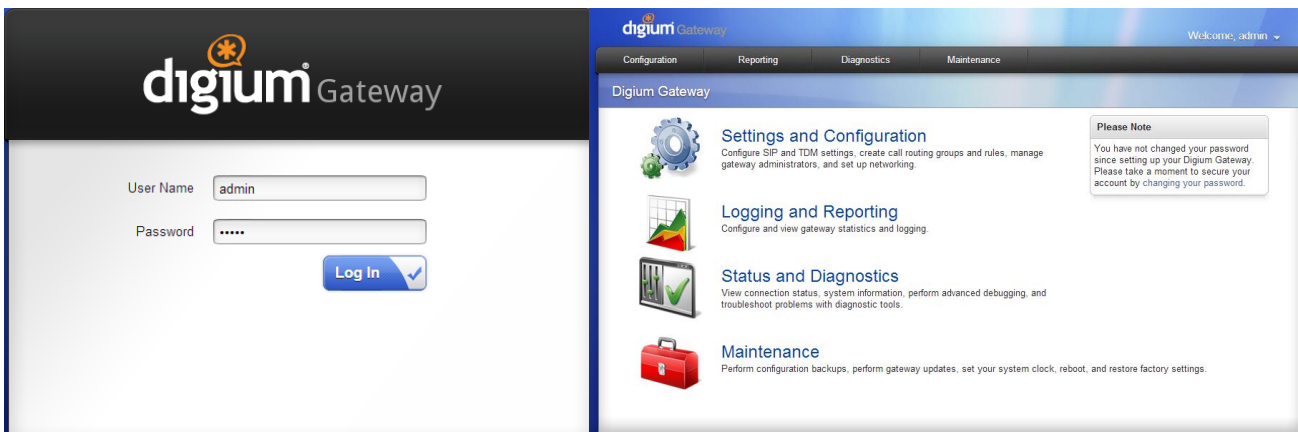 digium Gateway
User Name admin
Password •••••
Log In
digium Gateway
Welcome, admin
Configuration Reporting Diagnostics Maintenance
Digium Gateway
Settings and Configuration
Configure SIP and TDM settings, create call routing groups and rules, manage
gateway administrators, and set up networking.
Logging and Reporting
Configure and view gateway statistics and logging.
Status and Diagnostics
View connection status, system information, perform advanced debugging, and
troubleshoot problems with diagnostic tools.
Maintenance
Perform configuration backups, perform gateway updates, set your system clock, reboot, and restore factory settings.
Please Note
You have not changed your password
since setting up your Digium Gateway.
Please take a moment to secure your
account by changing your password.